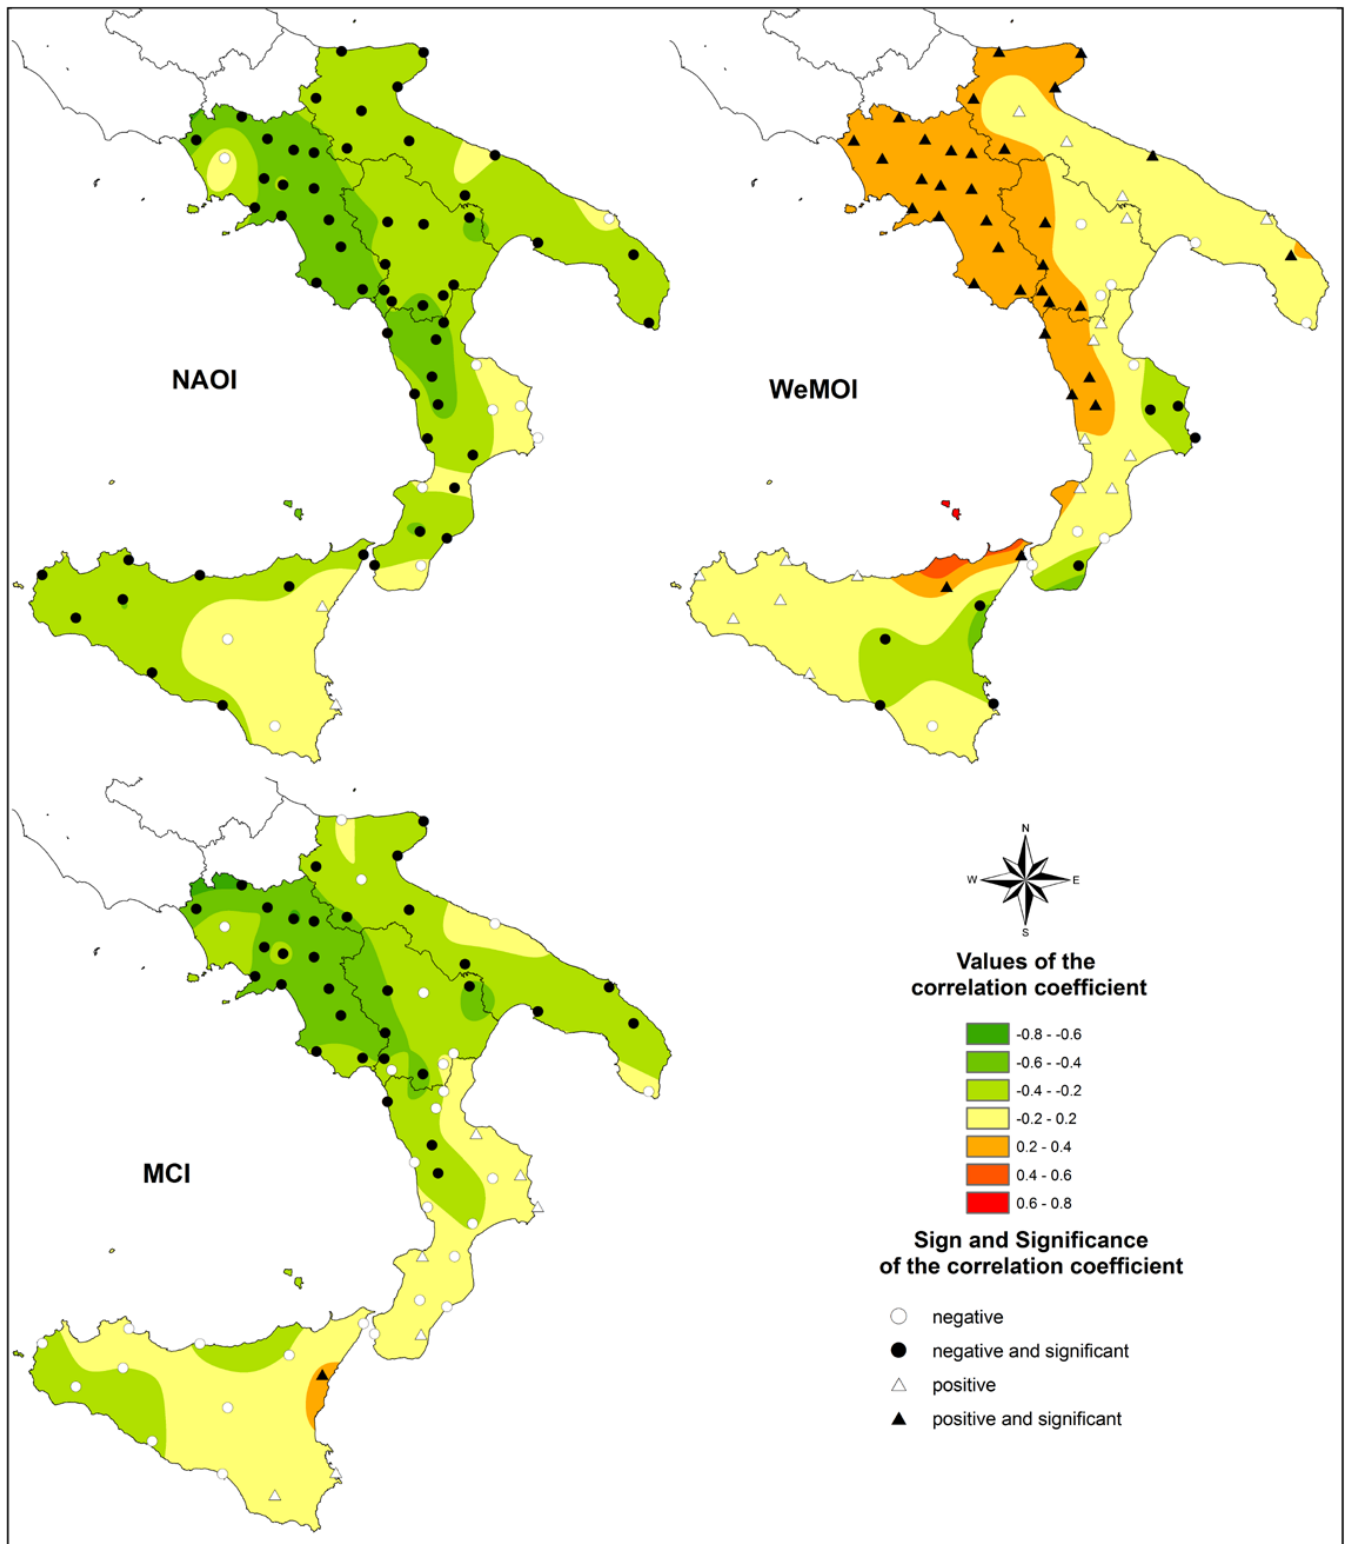 NAOI
WeMOI
MCI
N
W
E
S
Values of the
correlation coefficient
-0.8 - -0.6
-0.6 - -0.4
-0.4 - -0.2
-0.2 - 0.2
0.2 - 0.4
0.4 - 0.6
0.6 - 0.8
Sign and Significance
of the correlation coefficient
negative
negative and significant
positive
positive and significant